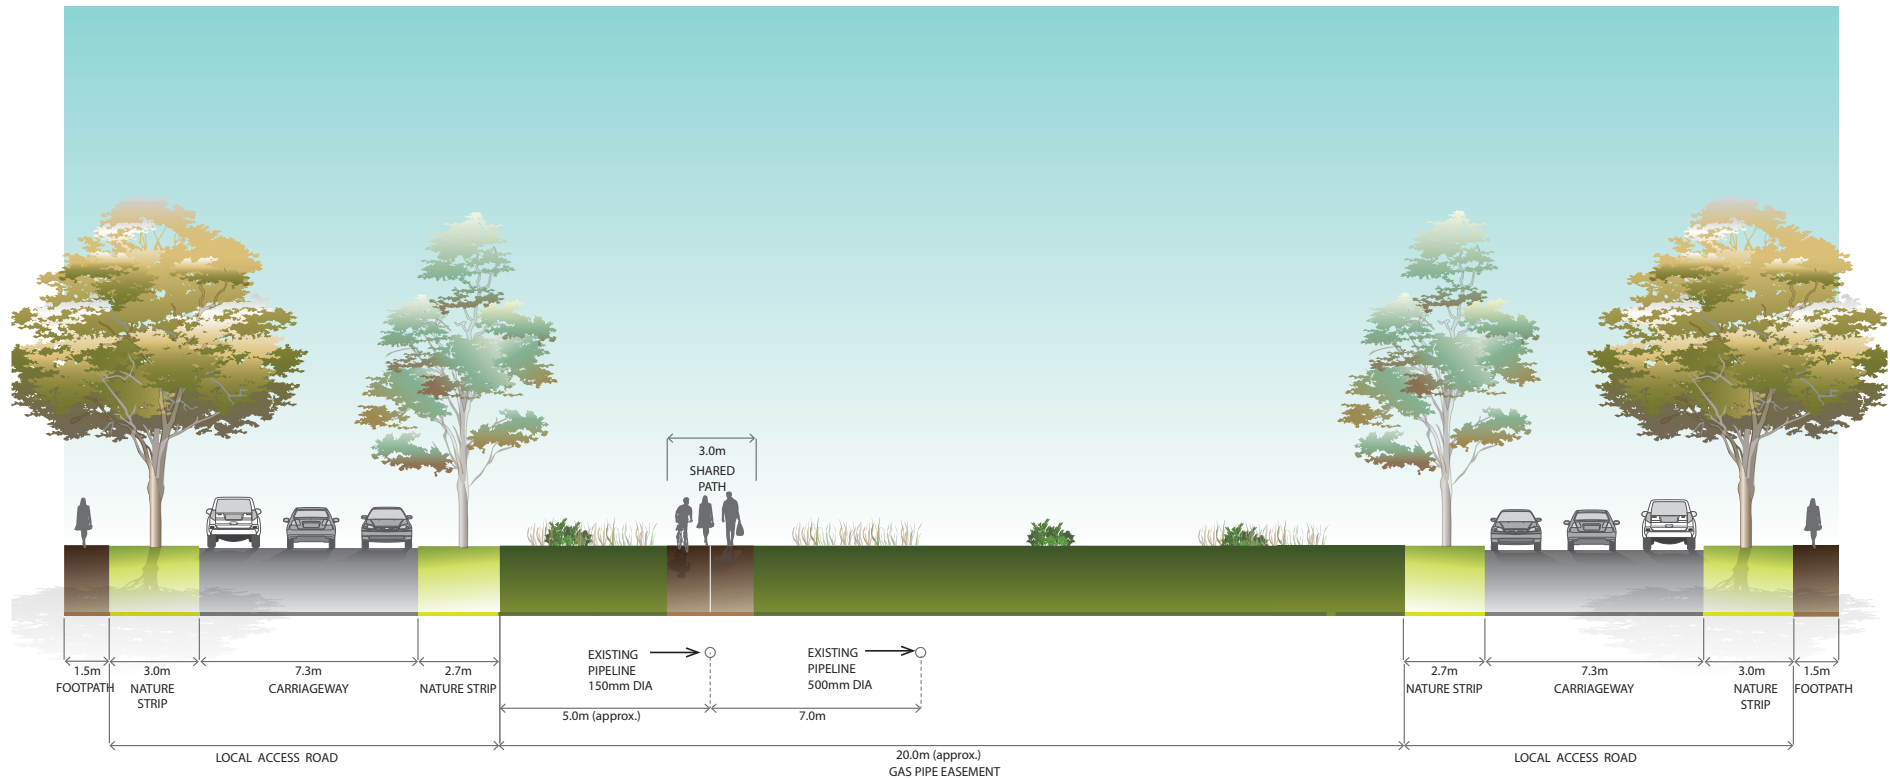 3.0m
SHARED
PATH
EXISTING
PIPELINE
150mm DIA
EXISTING
PIPELINE
500mm DIA
1.5m
FOOTPATH
3.0m
NATURE
STRIP
7.3m
CARRIAGEWAY
2.7m
NATURE STRIP
2.7m
NATURE STRIP
7.3m
CARRIAGEWAY
3.0m
NATURE
STRIP
1.5m
FOOTPATH
5.0m (approx.)
7.0m
LOCAL ACCESS ROAD
20.0m (approx.)
GAS PIPE EASEMENT
LOCAL ACCESS ROAD